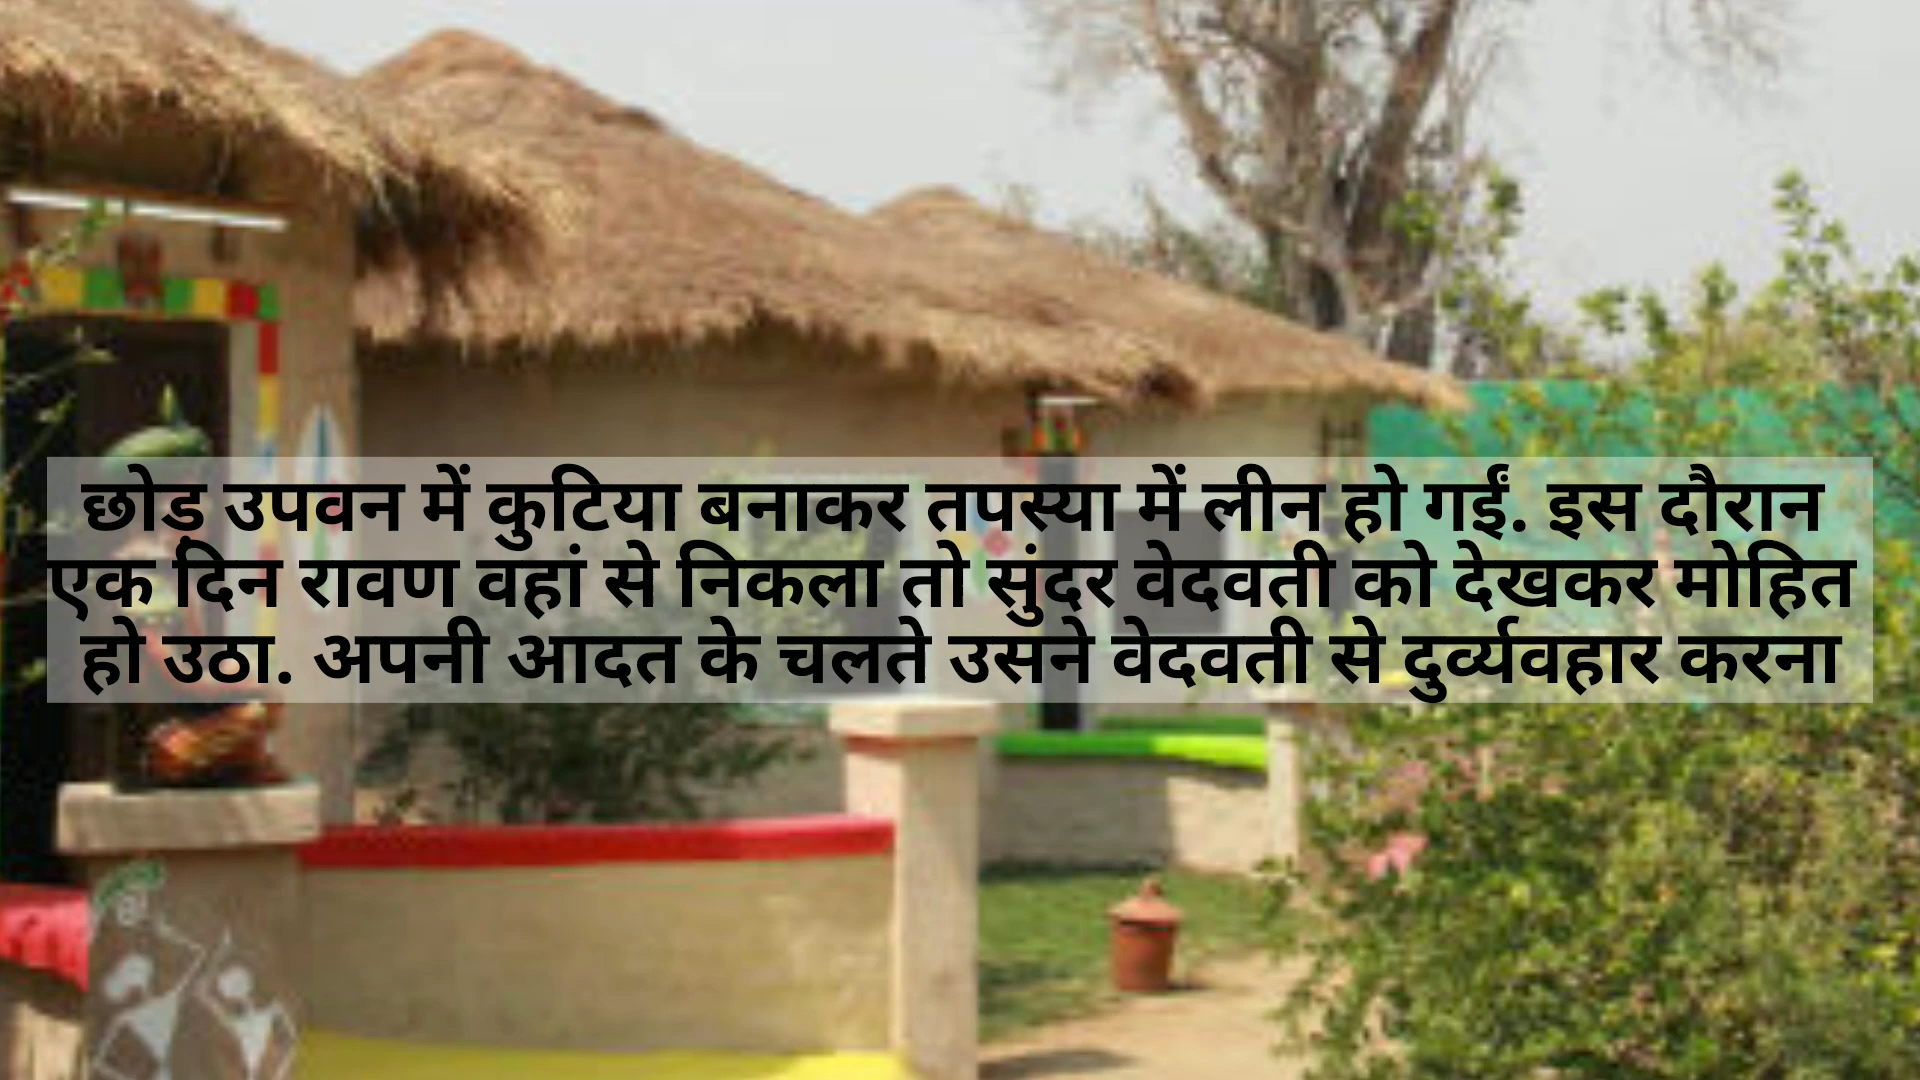 छोड़ उपवन में कुटिया बनाकर तपस्या में लीन हो गईं. इस दौरान
एक दिन रावण वहां से निकला तो सुंदर वेदवती को देखकर मोहित
हो उठा. अपनी आदत के चलते उसने वेदवती से दुर्व्यवहार करना